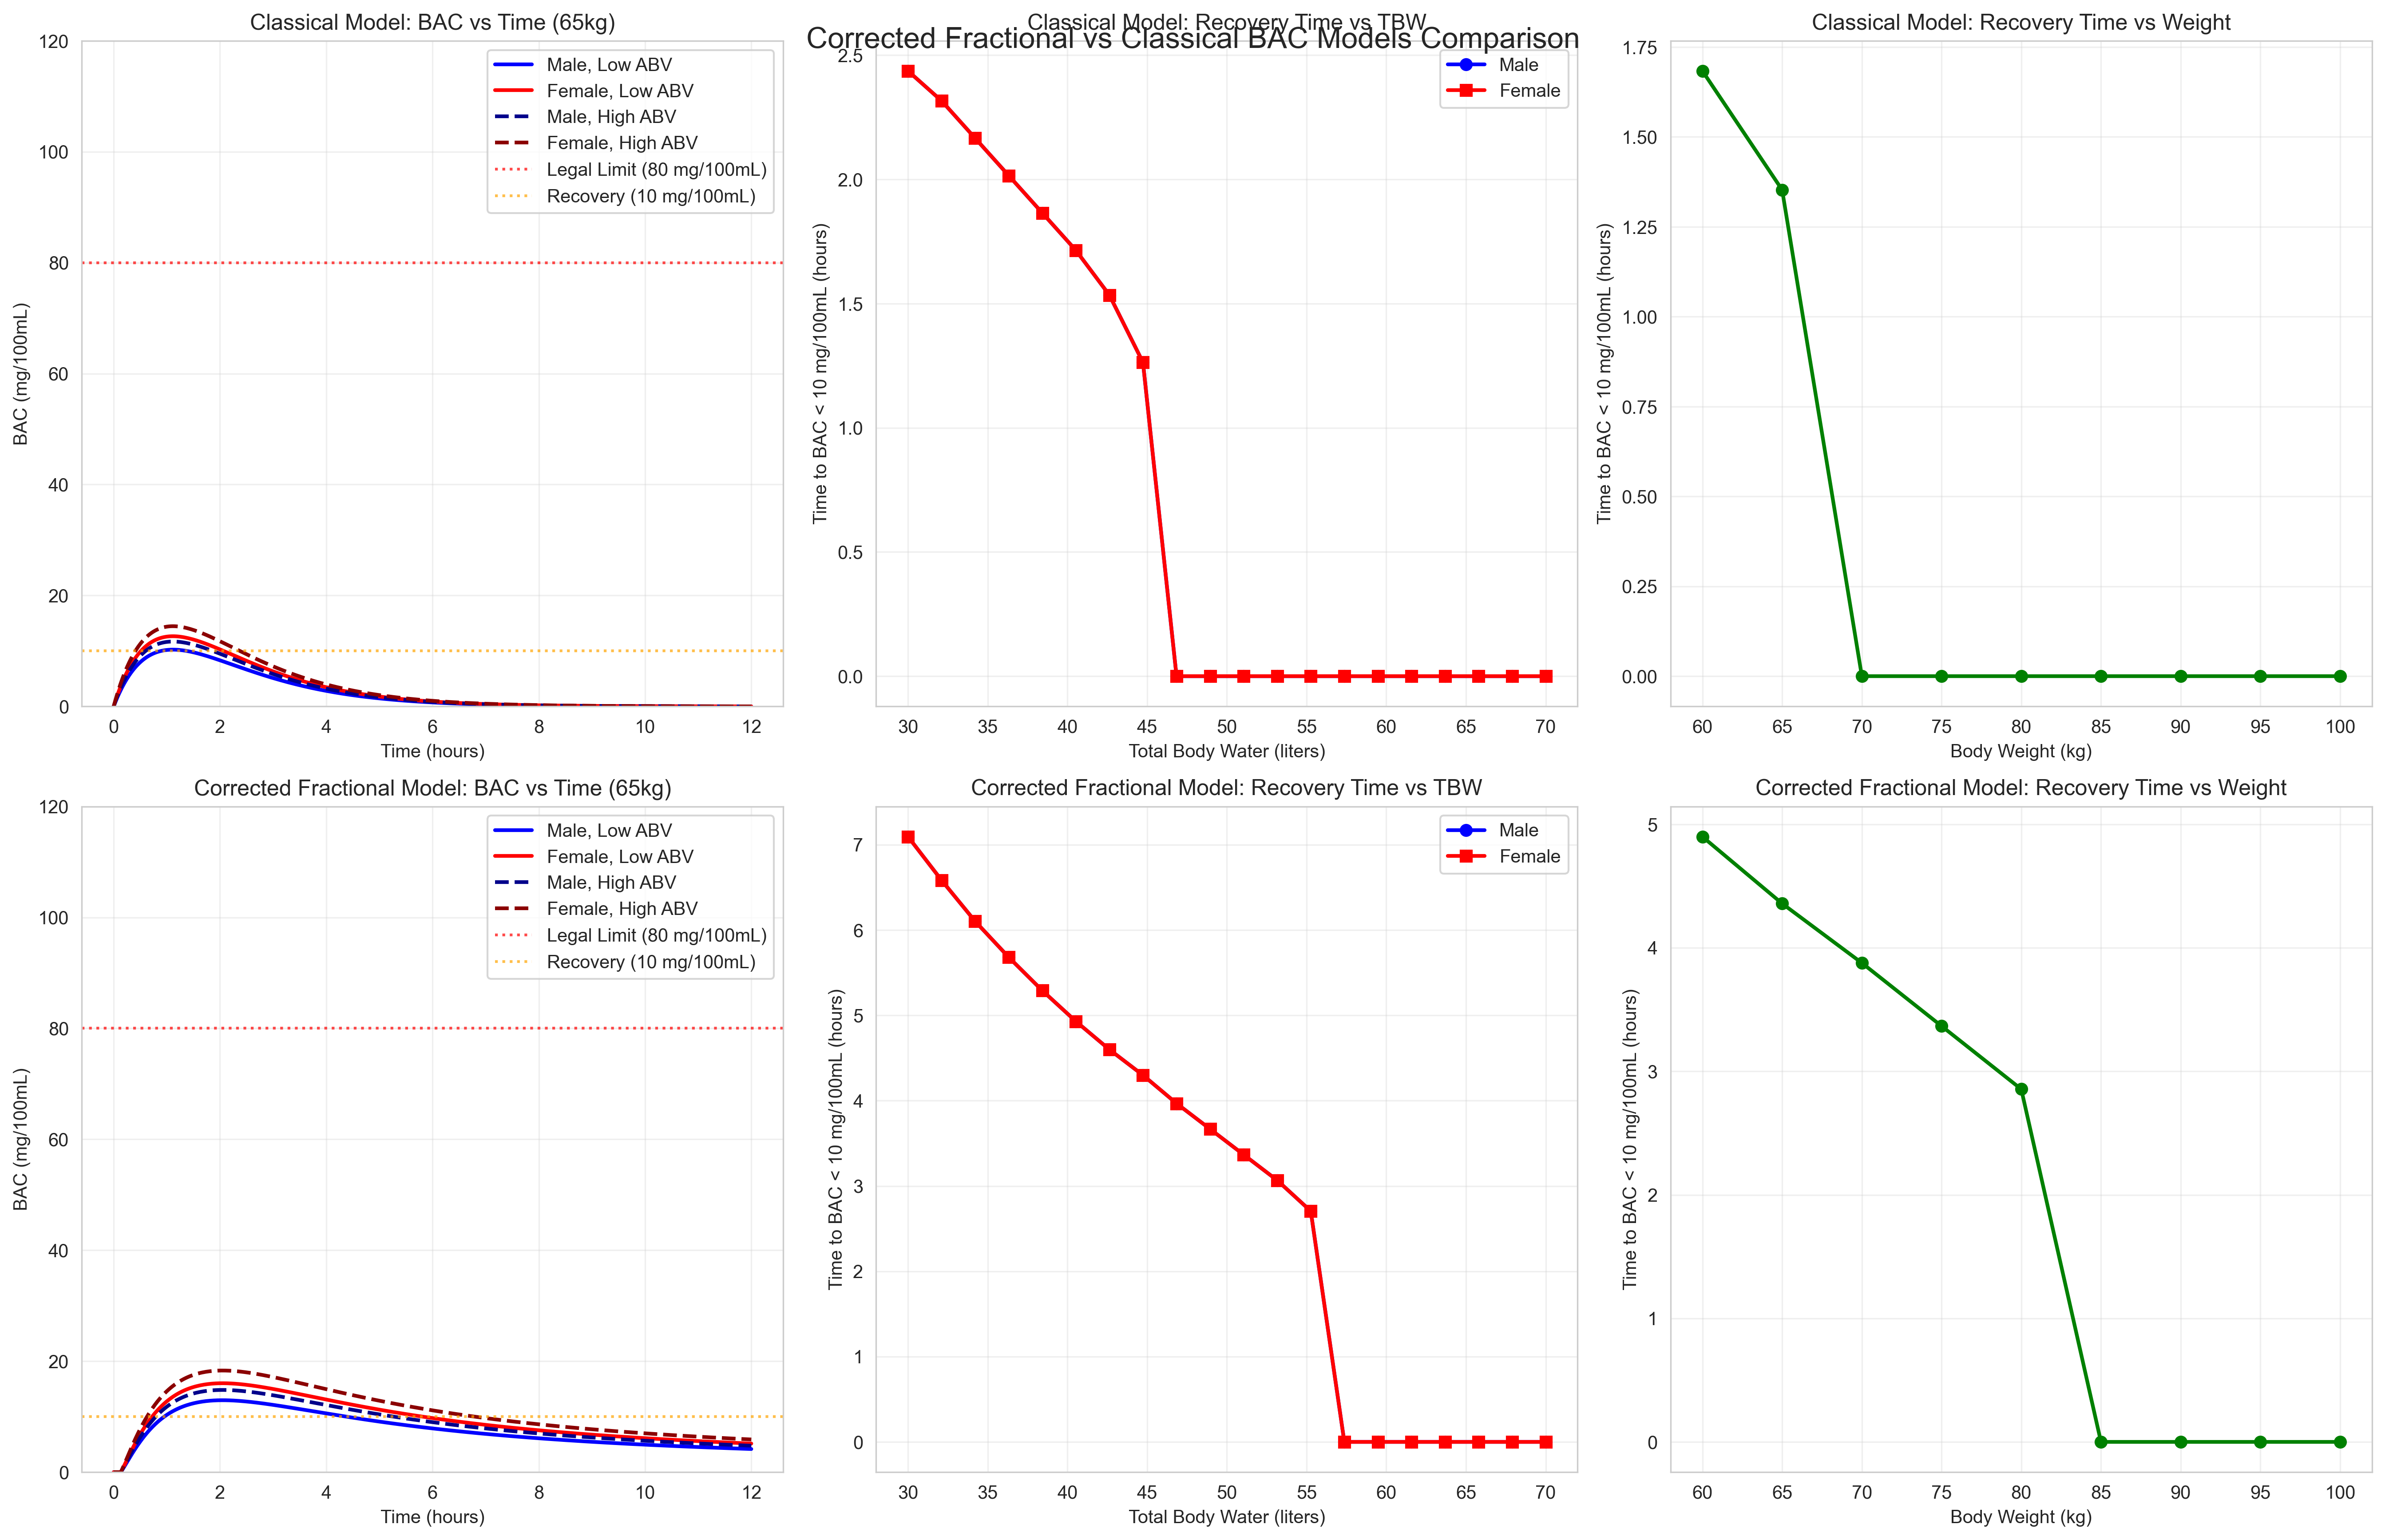 Corrected Fractional vs Classical BAC Models Comparison
Classical Model: BAC vs Time (65kg)
BAC (mg/100mL)
120
100
80
60
40
20
0
Male, Low ABV
Female, Low ABV
Male, High ABV
Female, High ABV
Legal Limit (80 mg/100mL)
Recovery (10 mg/100mL)
0 2 4 6 8 10 12
Time (hours)
Classical Model: Recovery Time vs TBW
Time to BAC < 10 mg/100mL (hours)
2.5
2.0
1.5
1.0
0.5
0.0
Male
Female
30 35 40 45 50 55 60 65 70
Total Body Water (liters)
Classical Model: Recovery Time vs Weight
Time to BAC < 10 mg/100mL (hours)
1.75
1.50
1.25
1.00
0.75
0.50
0.25
0.00
60 65 70 75 80 85 90 95 100
Body Weight (kg)
Corrected Fractional Model: BAC vs Time (65kg)
BAC (mg/100mL)
120
100
80
60
40
20
0
Male, Low ABV
Female, Low ABV
Male, High ABV
Female, High ABV
Legal Limit (80 mg/100mL)
Recovery (10 mg/100mL)
0 2 4 6 8 10 12
Time (hours)
Corrected Fractional Model: Recovery Time vs TBW
Time to BAC < 10 mg/100mL (hours)
7
6
5
4
3
2
1
0
Male
Female
30 35 40 45 50 55 60 65 70
Total Body Water (liters)
Corrected Fractional Model: Recovery Time vs Weight
Time to BAC < 10 mg/100mL (hours)
5
4
3
2
1
0
60 65 70 75 80 85 90 95 100
Body Weight (kg)